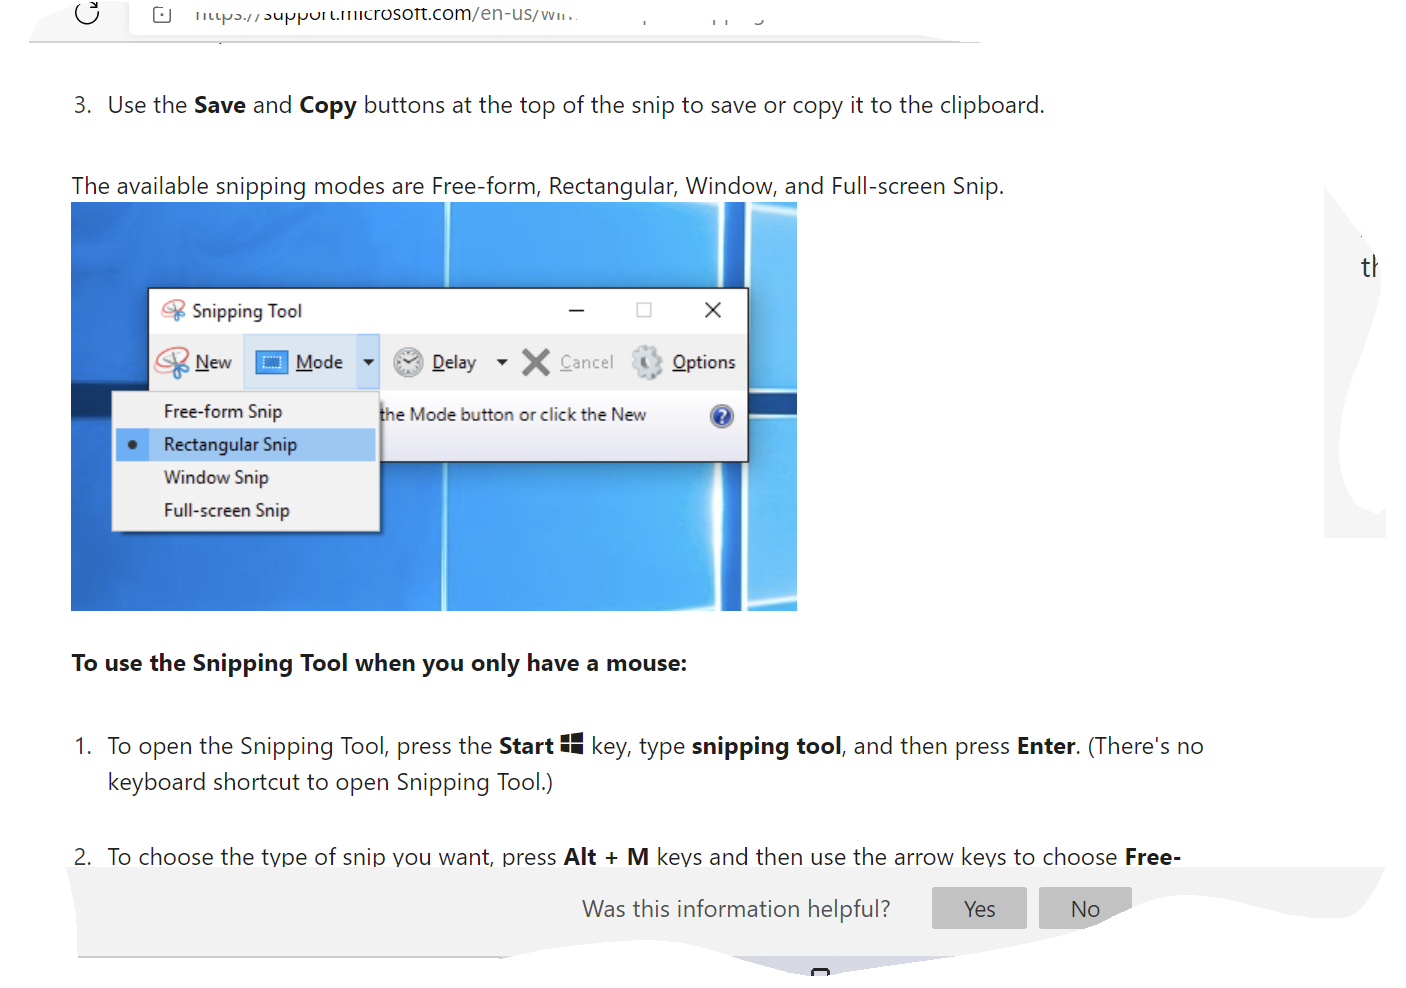 support.microsoft.com/en-us/
3. Use the Save and Copy buttons at the top of the snip to save or copy it to the clipboard.
The available snipping modes are Free-form, Rectangular, Window, and Full-screen Snip.
Snipping Tool
New Mode Delay Cancel Options
Free-form Snip
the Mode button or click the New
Rectangular Snip
Window Snip
Full-screen Snip
To use the Snipping Tool when you only have a mouse:
1. To open the Snipping Tool, press the Start key, type snipping tool, and then press Enter. (There's no
keyboard shortcut to open Snipping Tool.)
2. To choose the type of snip you want, press Alt + M keys and then use the arrow keys to choose Free-
Was this information helpful? Yes No